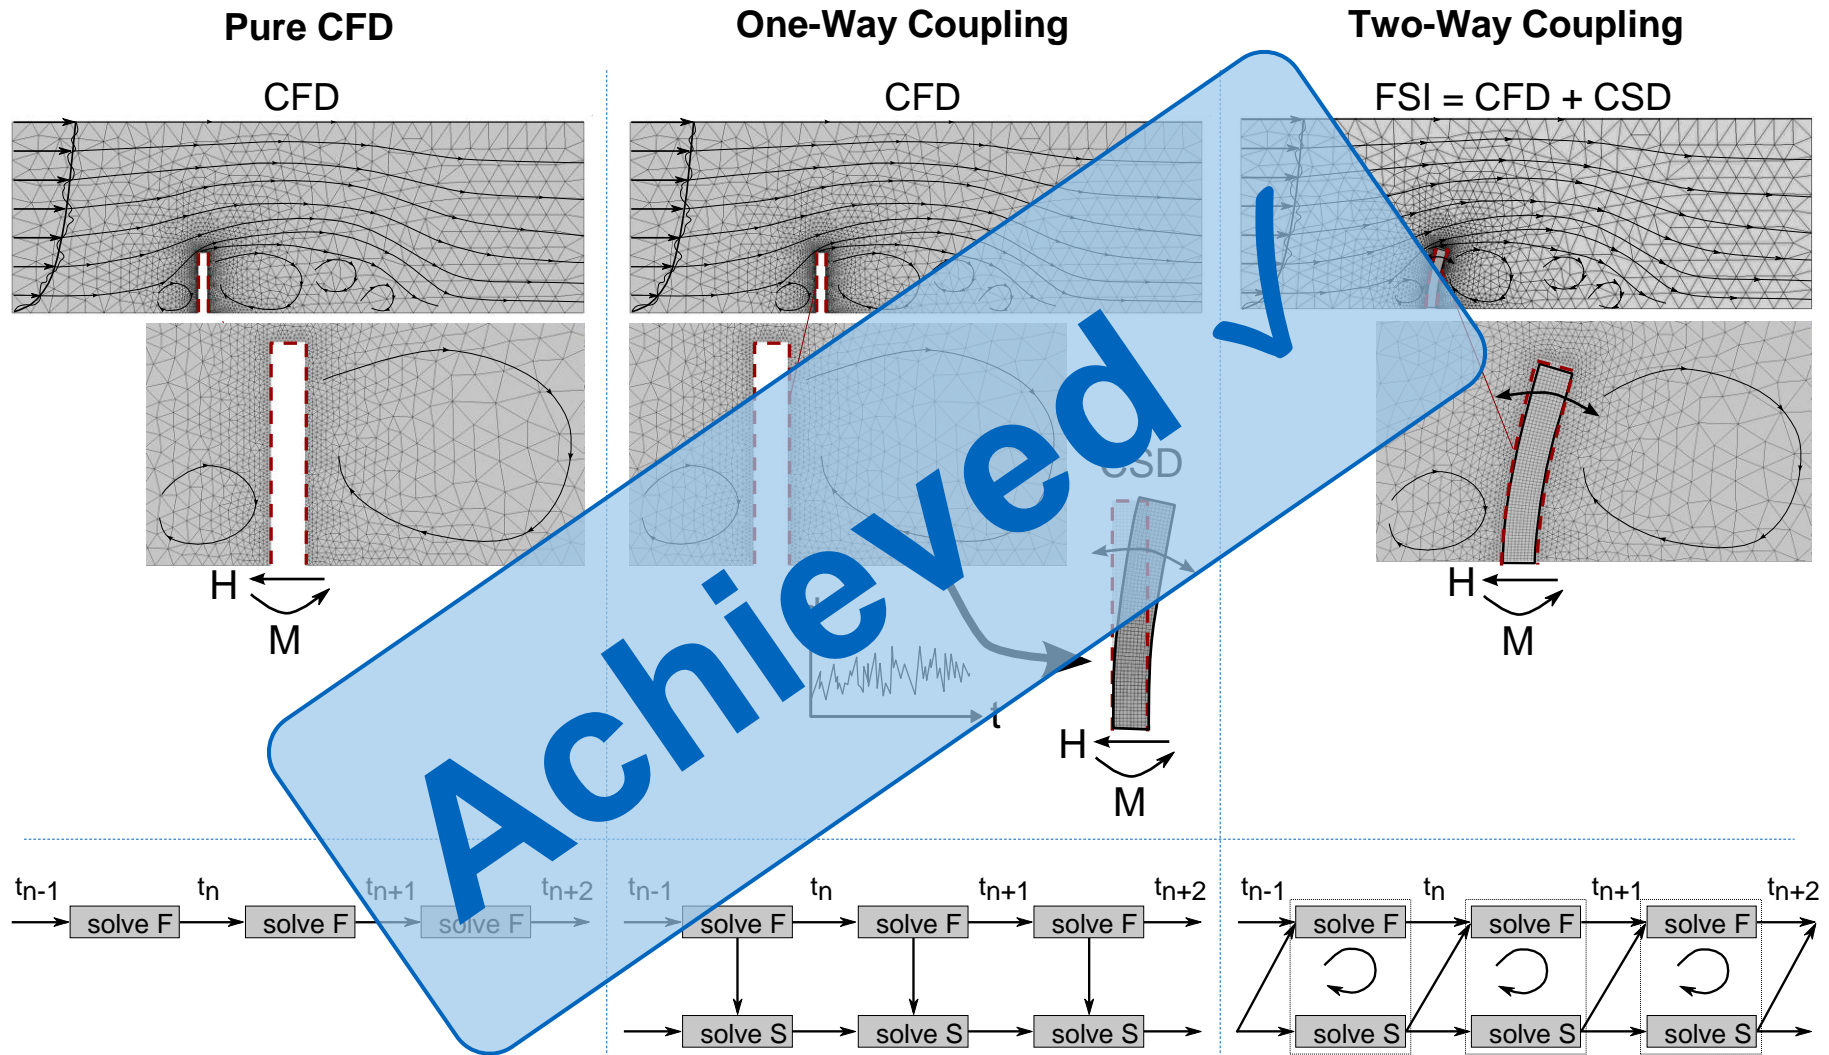 Pure CFD
One-Way Coupling
Two-Way Coupling
CFD
CFD
FSI = CFD + CSD
Achieved √
CSD
H
M
t
H
M
H
M
tn-1
tn
tn+1
tn+2
solve F
solve F
solve F
tn-1
tn
tn+1
tn+2
solve F
solve F
solve F
solve S
solve S
solve S
tn-1
tn
tn+1
tn+2
solve F
solve F
solve F
solve S
solve S
solve S